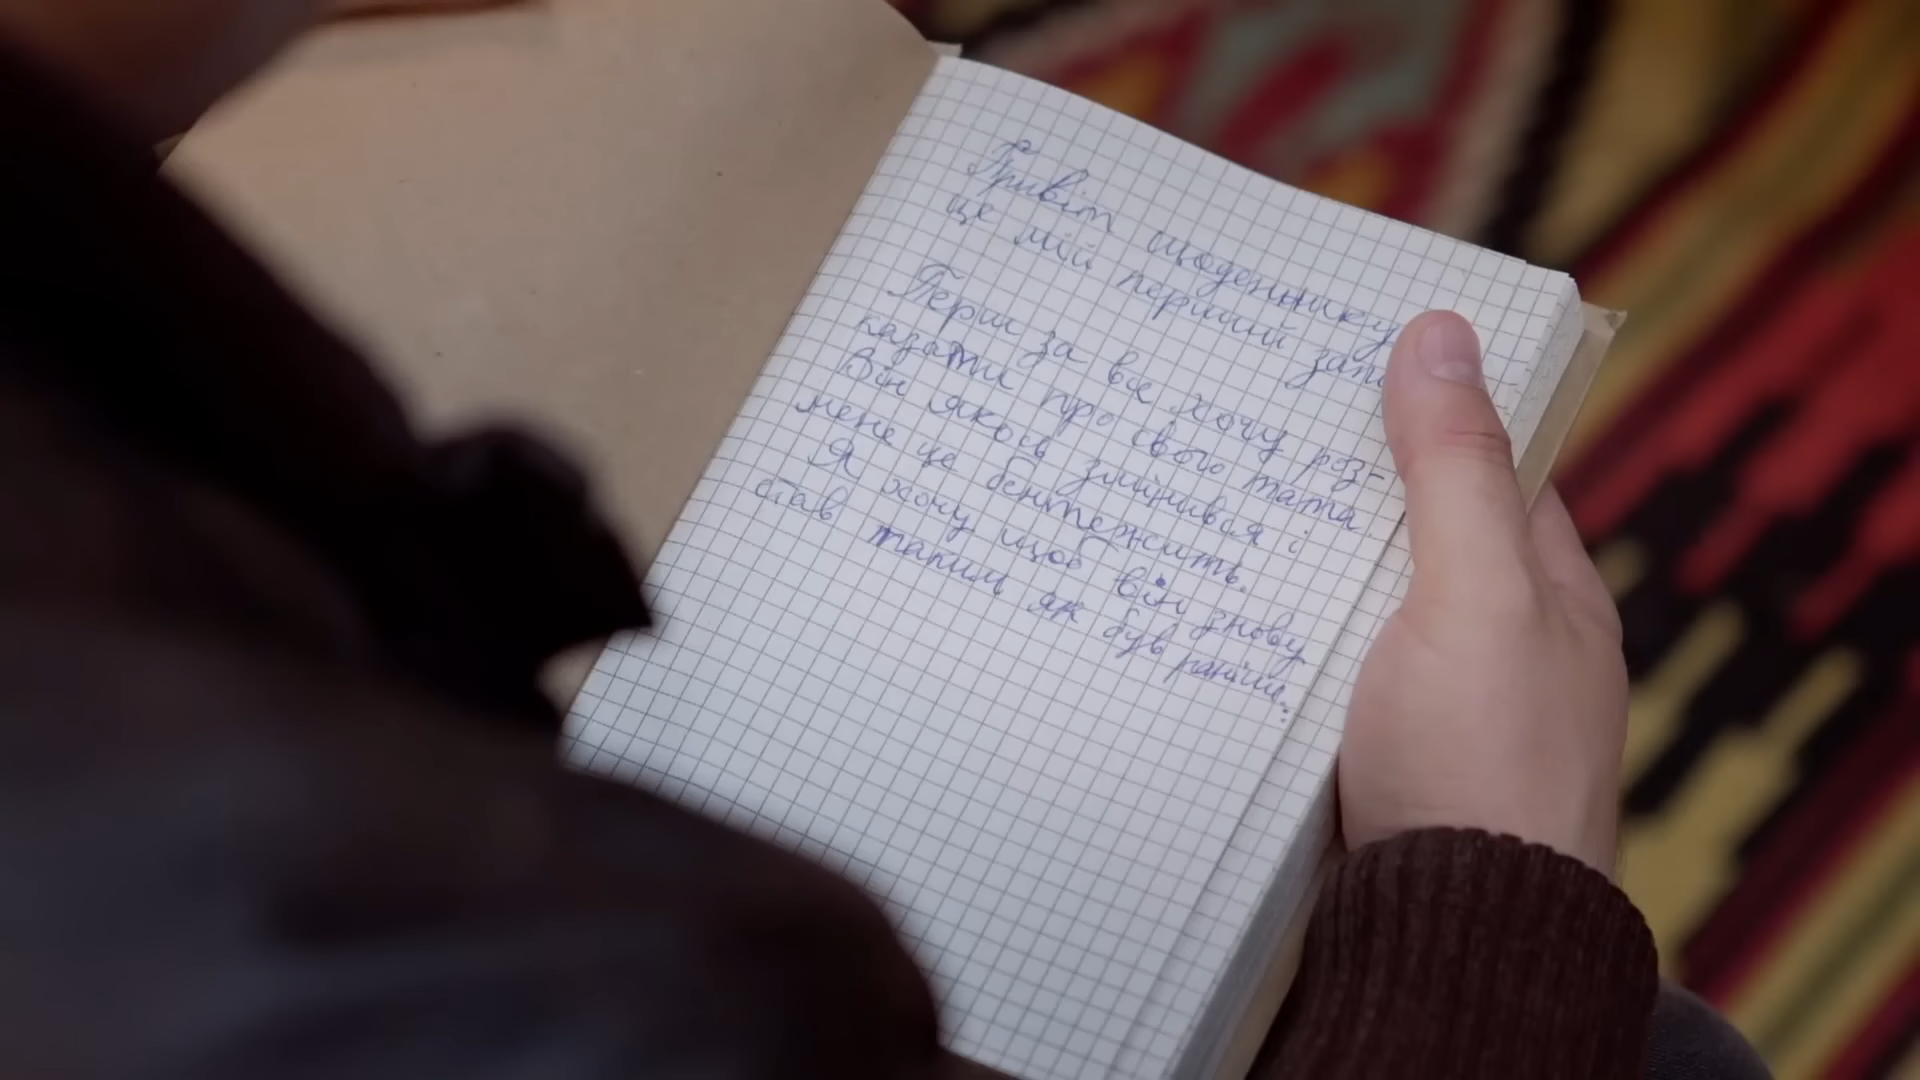 Привіт щоденнику
це мій перший запи
Перш за все хочу роз-
казати про свого тата.
Він якось змінився і
мене це бентежить.
Я хочу щоб він знову
став таким як був раніше...